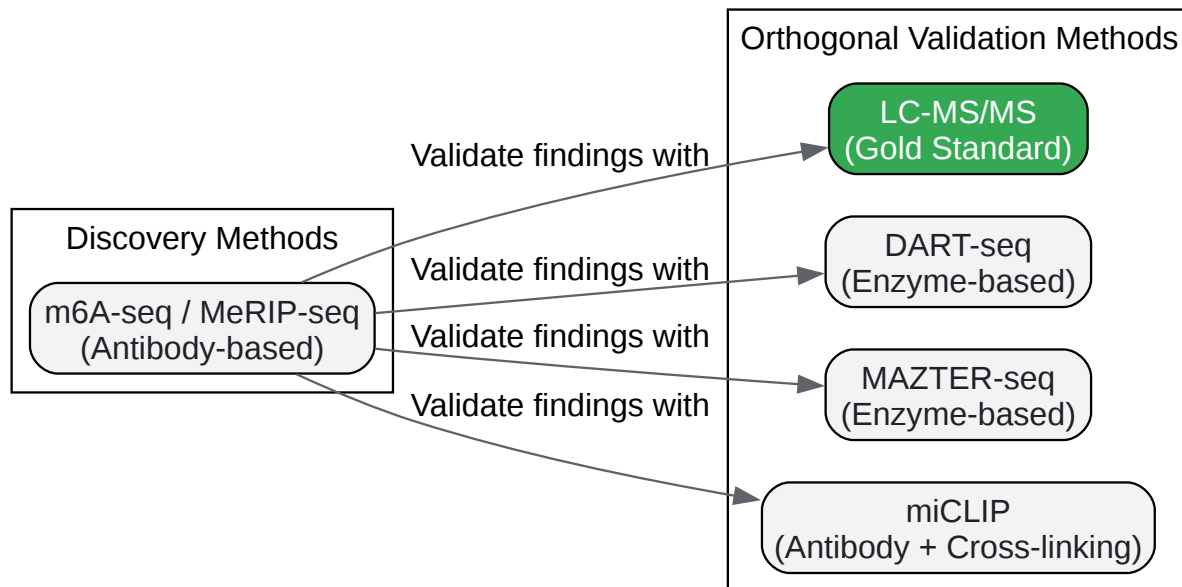 Discovery Methods
m6A-seq / MeRIP-seq
(Antibody-based)
Validate findings with
Validate findings with
Validate findings with
Validate findings with
Orthogonal Validation Methods
LC-MS/MS
(Gold Standard)
DART-seq
(Enzyme-based)
MAZTER-seq
(Enzyme-based)
miCLIP
(Antibody + Cross-linking)